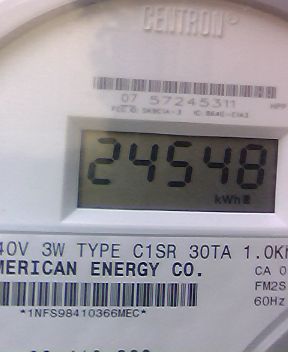 CENTRON
07 57245311
24548
kWh
40V 3W TYPE C1SR 30TA 1.0K
MERICAN ENERGY CO.
CA 0
FM2S
60Hz
*1NFS98410366MEC*